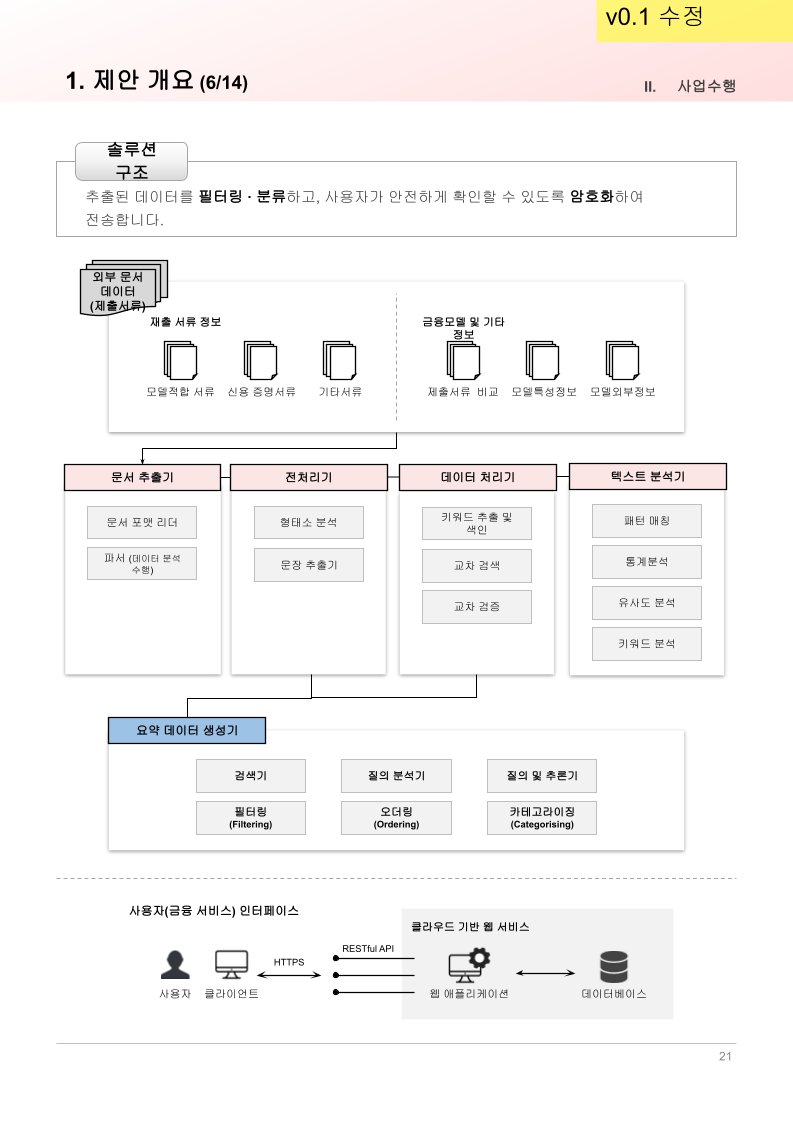 v0.1 수정
1. 제안 개요 (6/14)
II. 사업수행
솔루션
구조
추출된 데이터를 필터링 · 분류하고, 사용자가 안전하게 확인할 수 있도록 암호화하여
전송합니다.
외부 문서
데이터
(제출서류)
재출 서류 정보
금융모델 및 기타
정보
모델적합 서류
신용 증명서류
기타서류
제출서류 비교
모델특성정보
모델외부정보
문서 추출기
전처리기
데이터 처리기
텍스트 분석기
문서 포맷 리더
파서 (데이터 분석
수행)
형태소 분석
문장 추출기
키워드 추출 및
색인
교차 검색
교차 검증
패턴 매칭
통계분석
유사도 분석
키워드 분석
요약 데이터 생성기
검색기
질의 분석기
질의 및 추론기
필터링
(Filtering)
오더링
(Ordering)
카테고라이징
(Categorising)
사용자(금융 서비스) 인터페이스
클라우드 기반 웹 서비스
HTTPS
RESTful API
사용자
클라이언트
웹 애플리케이션
데이터베이스
21